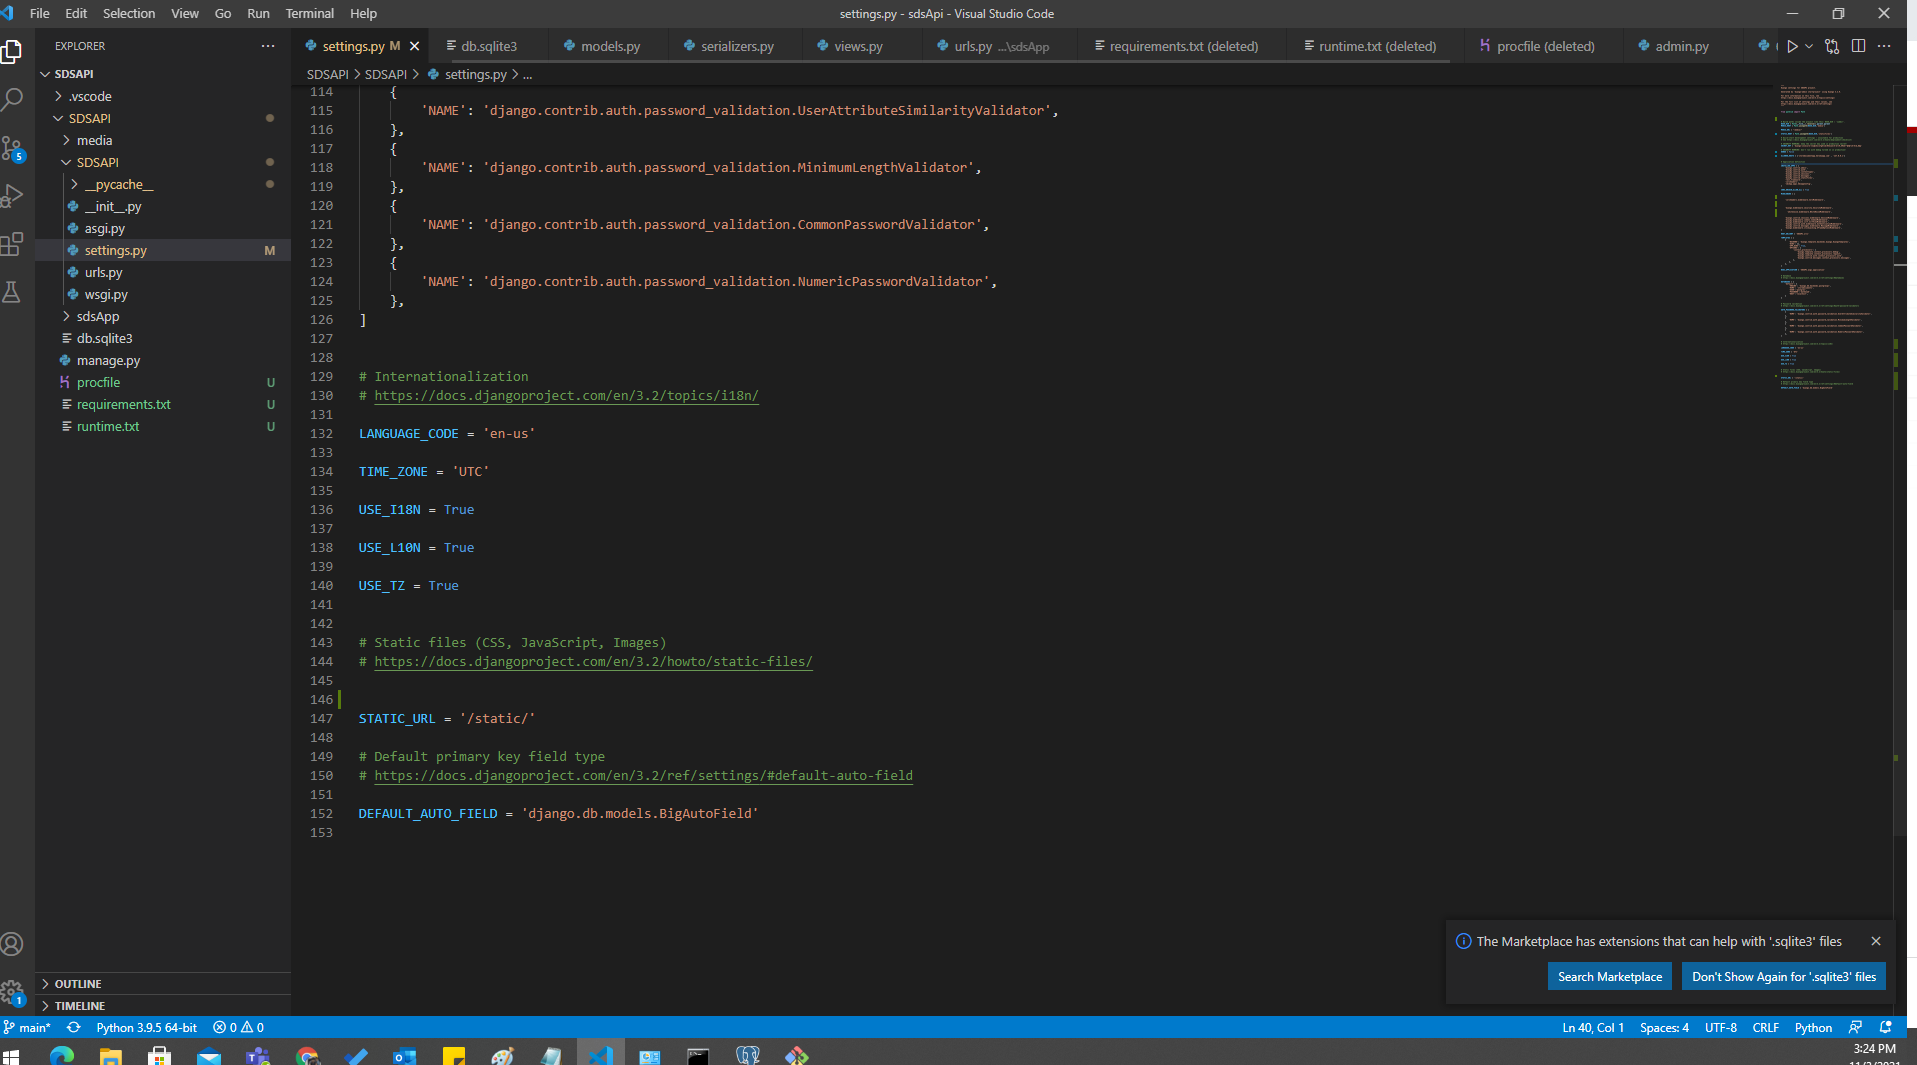 File Edit Selection View Go Run Terminal Help
settings.py - sdsApi - Visual Studio Code
EXPLORER
SDSAPI
.vscode
SDSAPI
media
SDSAPI
__pycache__
__init__.py
asgi.py
settings.py M
urls.py
wsgi.py
sdsApp
db.sqlite3
manage.py
procfile U
requirements.txt U
runtime.txt U
OUTLINE
TIMELINE
settings.py M db.sqlite3 models.py serializers.py views.py urls.py ...\sdsApp requirements.txt (deleted) runtime.txt (deleted) procfile (deleted) admin.py
SDSAPI > SDSAPI > settings.py > ...
114 {
115 'NAME': 'django.contrib.auth.password_validation.UserAttributeSimilarityValidator',
116 },
117 {
118 'NAME': 'django.contrib.auth.password_validation.MinimumLengthValidator',
119 },
120 {
121 'NAME': 'django.contrib.auth.password_validation.CommonPasswordValidator',
122 },
123 {
124 'NAME': 'django.contrib.auth.password_validation.NumericPasswordValidator',
125 },
126 ]
127
128
129 # Internationalization
130 # https://docs.djangoproject.com/en/3.2/topics/i18n/
131
132 LANGUAGE_CODE = 'en-us'
133
134 TIME_ZONE = 'UTC'
135
136 USE_I18N = True
137
138 USE_L10N = True
139
140 USE_TZ = True
141
142
143 # Static files (CSS, JavaScript, Images)
144 # https://docs.djangoproject.com/en/3.2/howto/static-files/
145
146
147 STATIC_URL = '/static/'
148
149 # Default primary key field type
150 # https://docs.djangoproject.com/en/3.2/ref/settings/#default-auto-field
151
152 DEFAULT_AUTO_FIELD = 'django.db.models.BigAutoField'
153
The Marketplace has extensions that can help with '.sqlite3' files
Search Marketplace Don't Show Again for '.sqlite3' files
5
1
main* Python 3.9.5 64-bit 0 0 Ln 40, Col 1 Spaces: 4 UTF-8 CRLF Python
3:24 PM